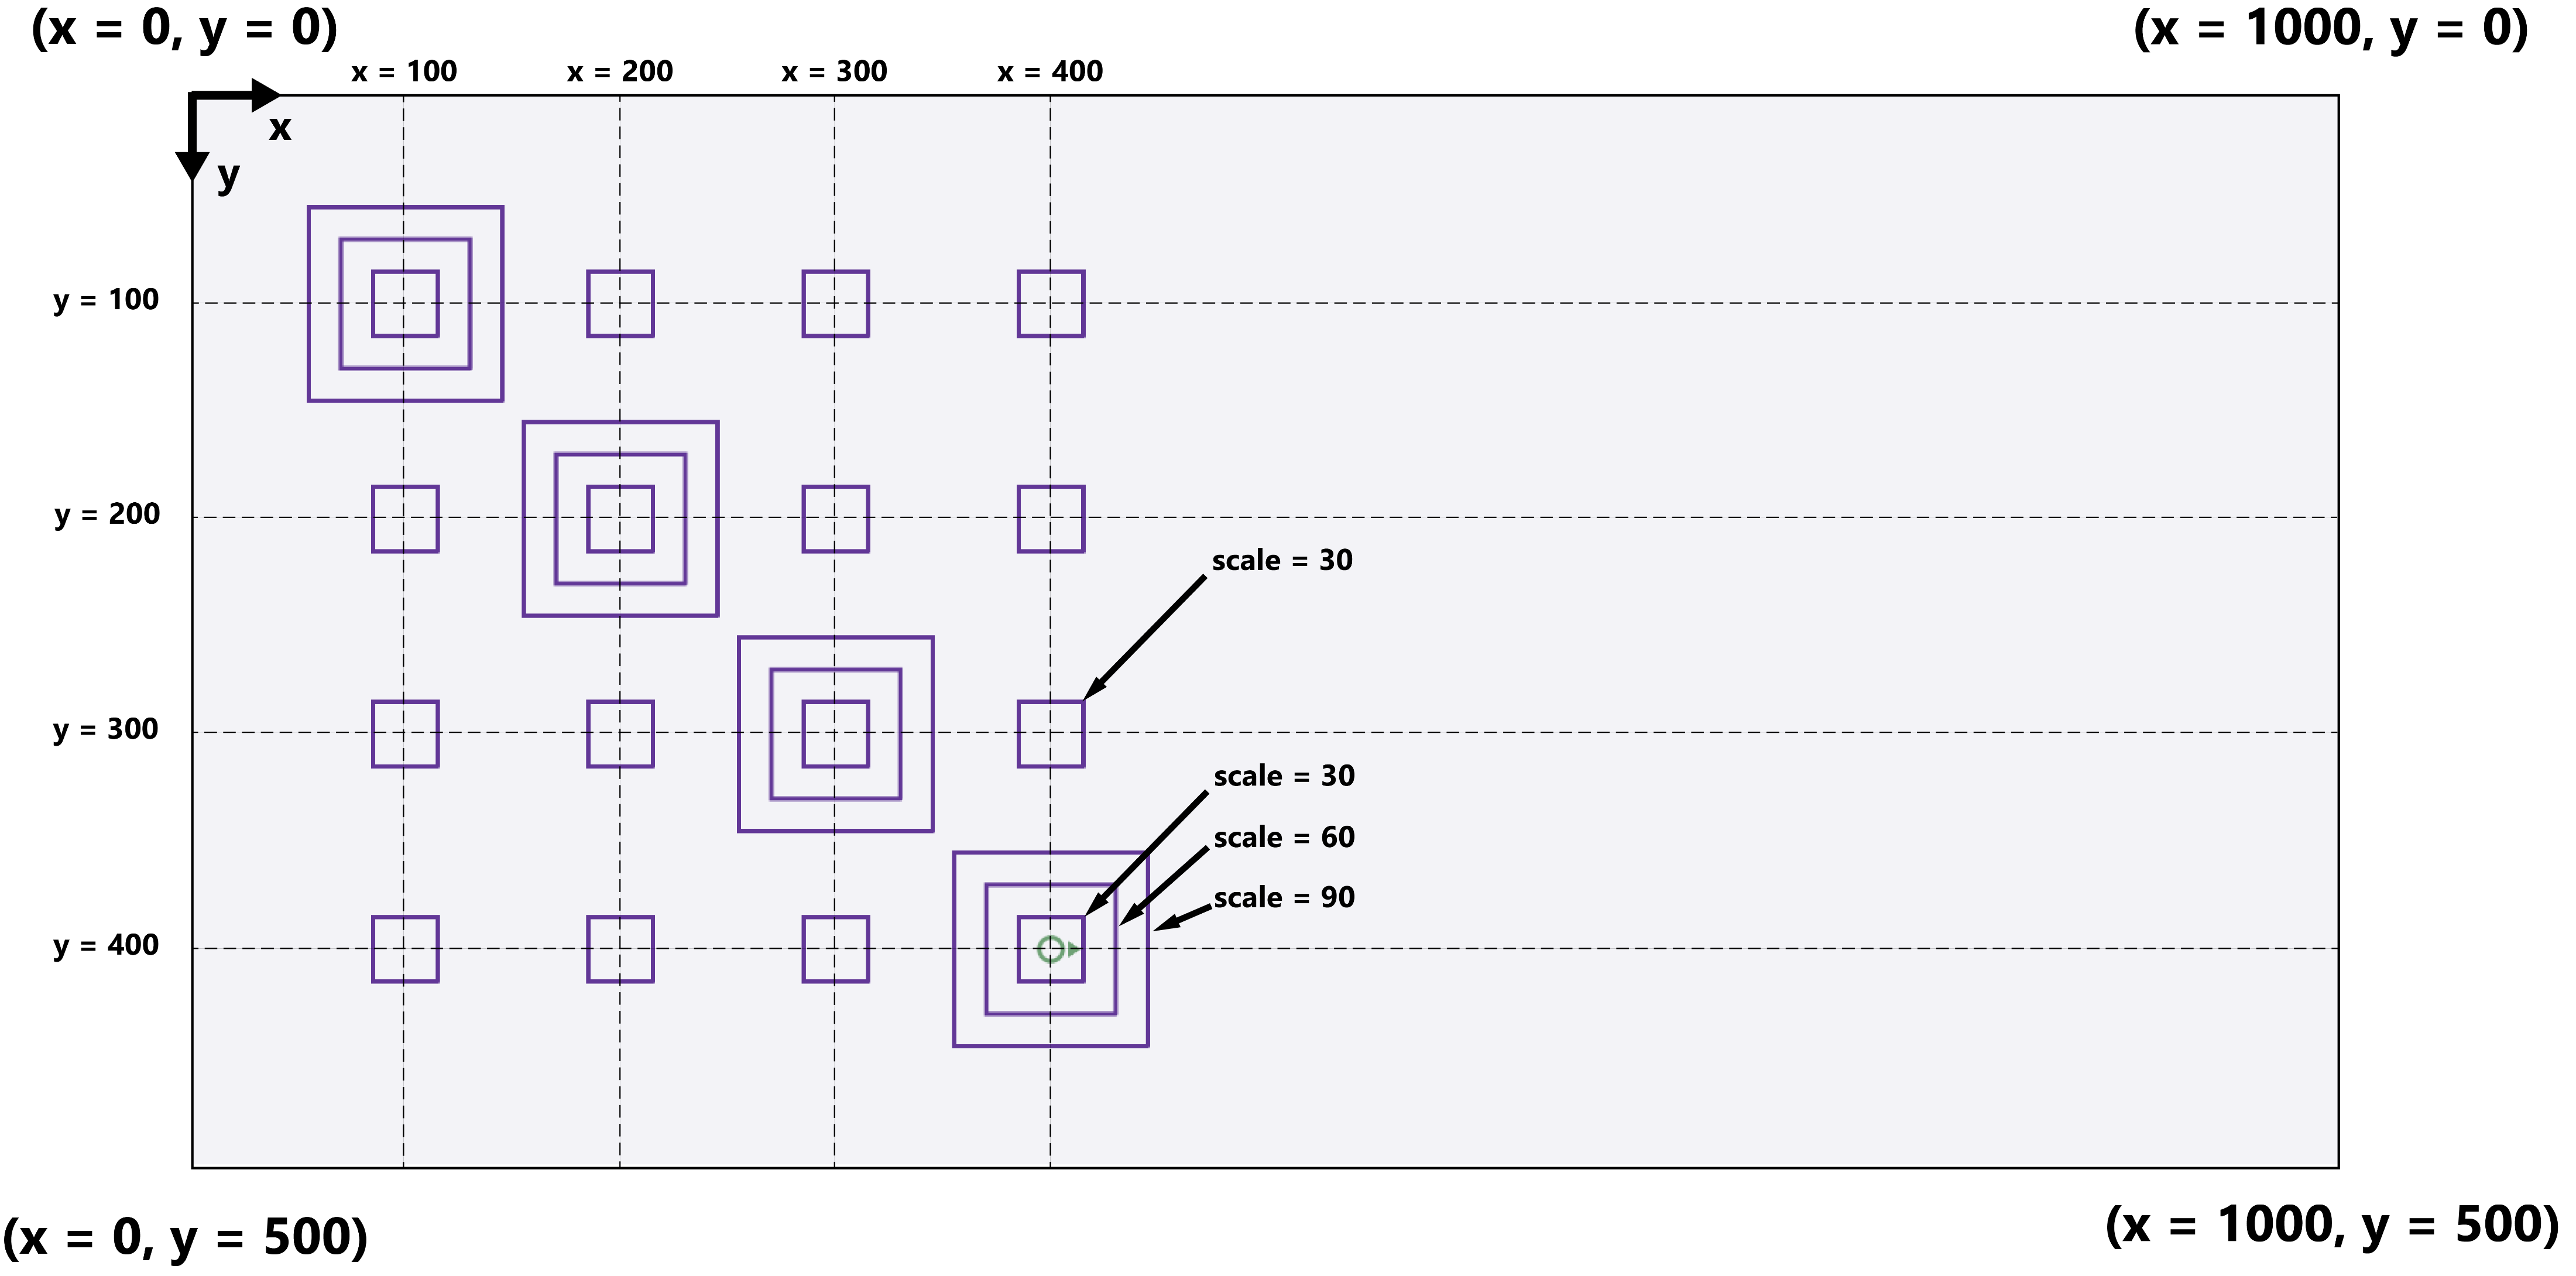 (x = 0, y = 0)
(x = 1000, y = 0)
x = 100
x = 200
x = 300
x = 400
x
y
y = 100
y = 200
scale = 30
y = 300
scale = 30
scale = 60
scale = 90
y = 400
(x = 0, y = 500)
(x = 1000, y = 500)